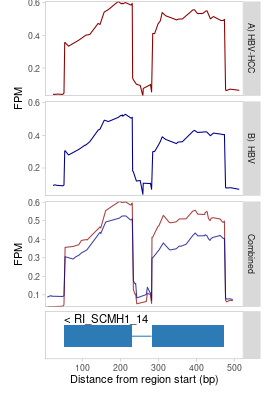 0.6
0.4
0.2
A) HBV-HCC
FPM
0.6
0.4
0.2
B) HBV
0.6
0.5
0.4
0.3
0.2
0.1
Combined
FPM
< RI_SCMH1_14
100 200 300 400 500
Distance from region start (bp)